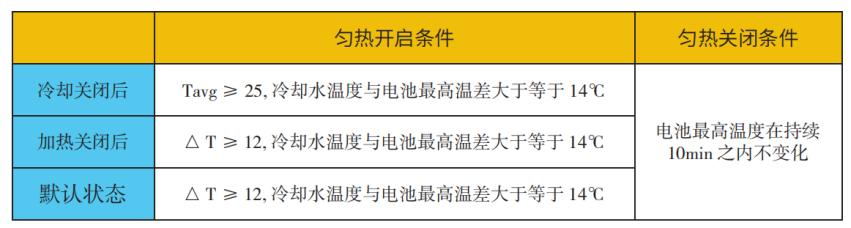 匀热开启条件
匀热关闭条件
冷却关闭后
Tavg ≥ 25, 冷却水温度与电池最高温差大于等于 14℃
加热关闭后
△ T ≥ 12, 冷却水温度与电池最高温差大于等于 14℃
默认状态
△ T ≥ 12, 冷却水温度与电池最高温差大于等于 14℃
电池最高温度在持续
10min 之内不变化